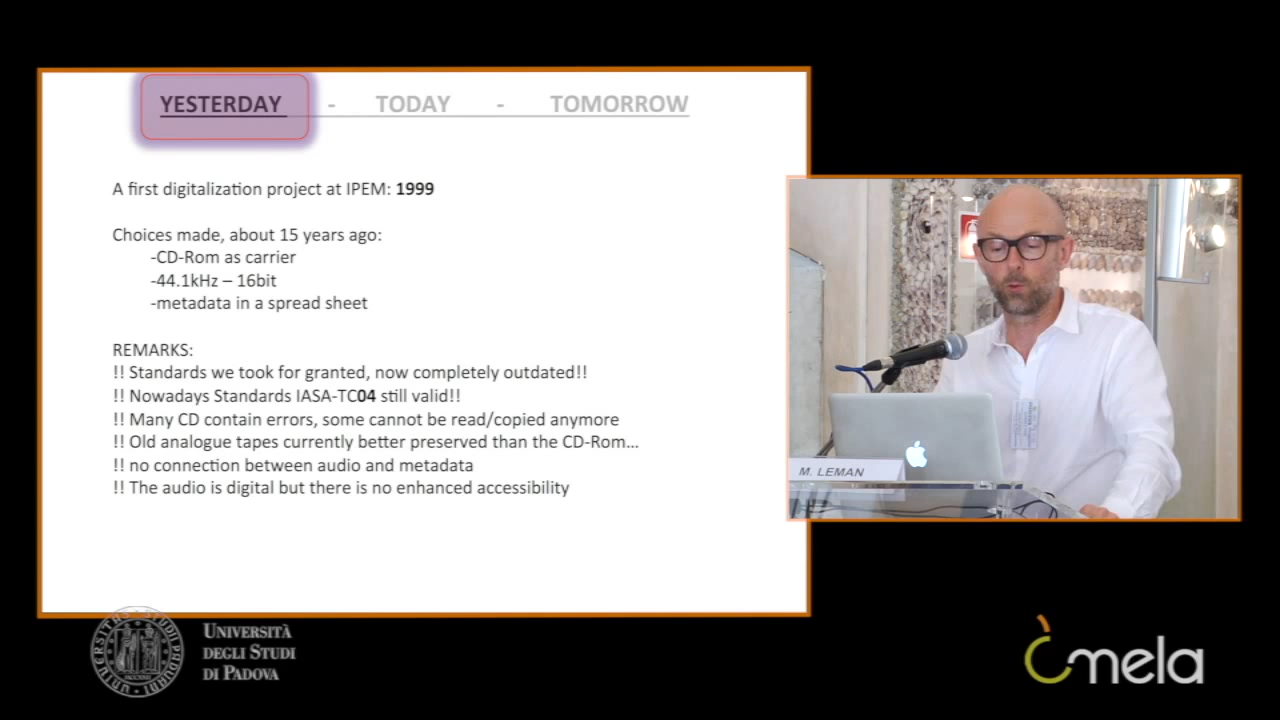 YESTERDAY - TODAY - TOMORROW
A first digitalization project at IPEM: 1999
Choices made, about 15 years ago:
-CD-Rom as carrier
-44.1kHz – 16bit
-metadata in a spread sheet
REMARKS:
!! Standards we took for granted, now completely outdated!!
!! Nowadays Standards IASA-TC04 still valid!!
!! Many CD contain errors, some cannot be read/copied anymore
!! Old analogue tapes currently better preserved than the CD-Rom…
!! no connection between audio and metadata
!! The audio is digital but there is no enhanced accessibility
M. LEMAN
UNIVERSITÀ
DEGLI STUDI
DI PADOVA
mela